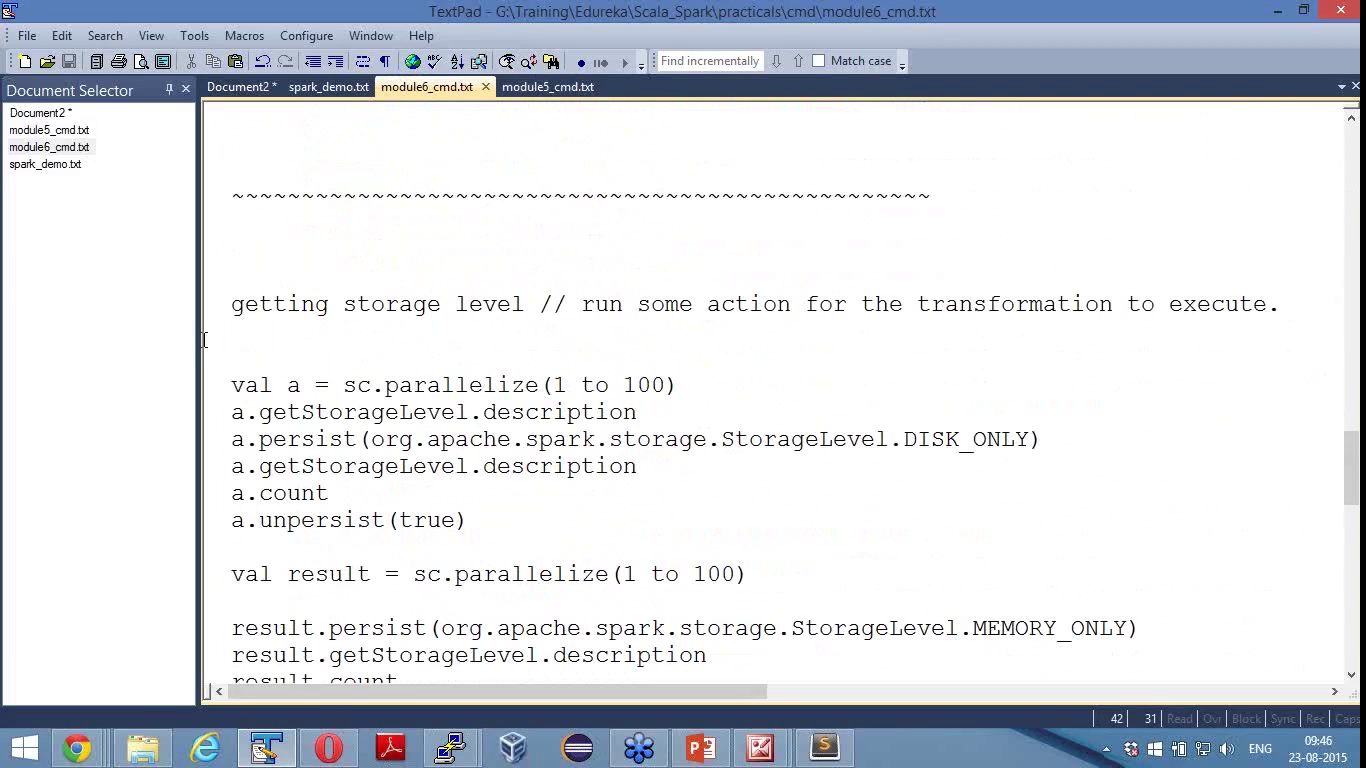 TextPad - G:\Training\Edureka\Scala_Spark\practicals\cmd\module6_cmd.txt
File Edit Search View Tools Macros Configure Window Help
Find incrementally Match case
Document Selector
Document2 * spark_demo.txt module6_cmd.txt module5_cmd.txt
Document2 *
module5_cmd.txt
module6_cmd.txt
spark_demo.txt
~~~~~~~~~~~~~~~~~~~~~~~~~~~~~~~~~~~~~~~~~~~~~~~~~~
getting storage level // run some action for the transformation to execute.
val a = sc.parallelize(1 to 100)
a.getStorageLevel.description
a.persist(org.apache.spark.storage.StorageLevel.DISK_ONLY)
a.getStorageLevel.description
a.count
a.unpersist(true)
val result = sc.parallelize(1 to 100)
result.persist(org.apache.spark.storage.StorageLevel.MEMORY_ONLY)
result.getStorageLevel.description
result.count
42 31 Read Ovr Block Sync Rec Caps
ENG 09:46
23-08-2015